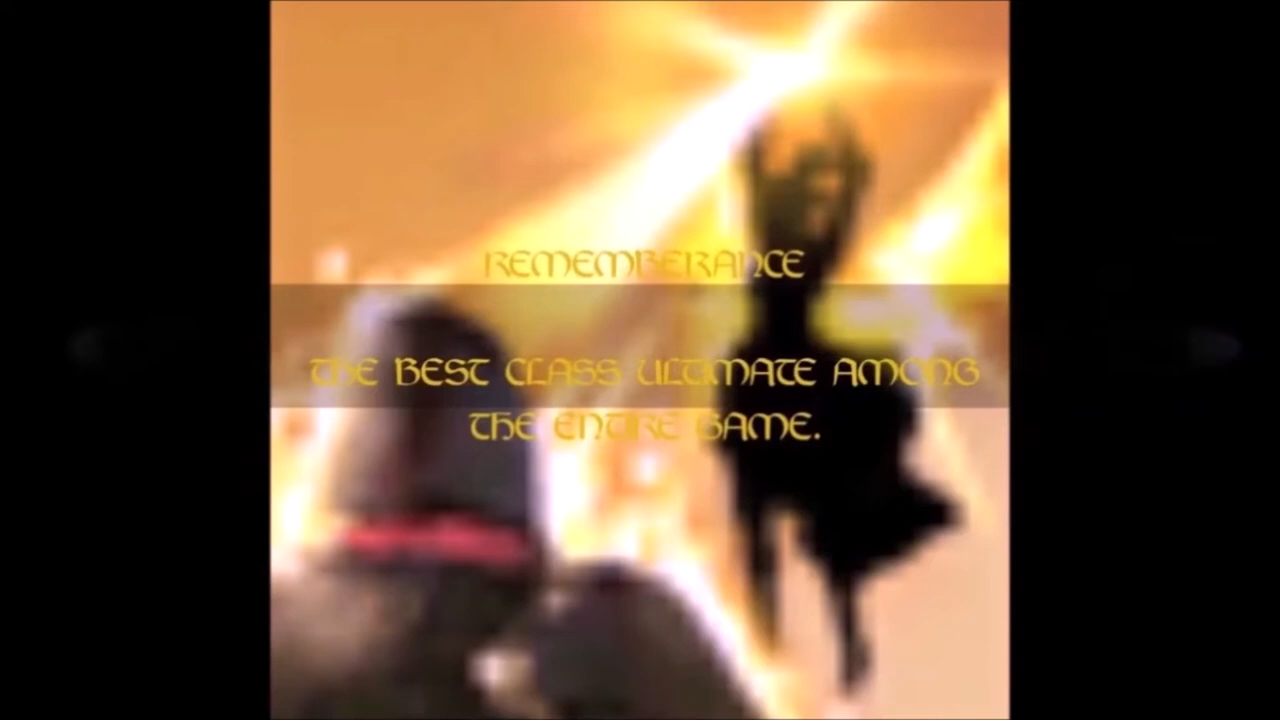 REMEMBERANCE
THE BEST CLASS ULTIMATE AMONG
THE ENTIRE GAME.